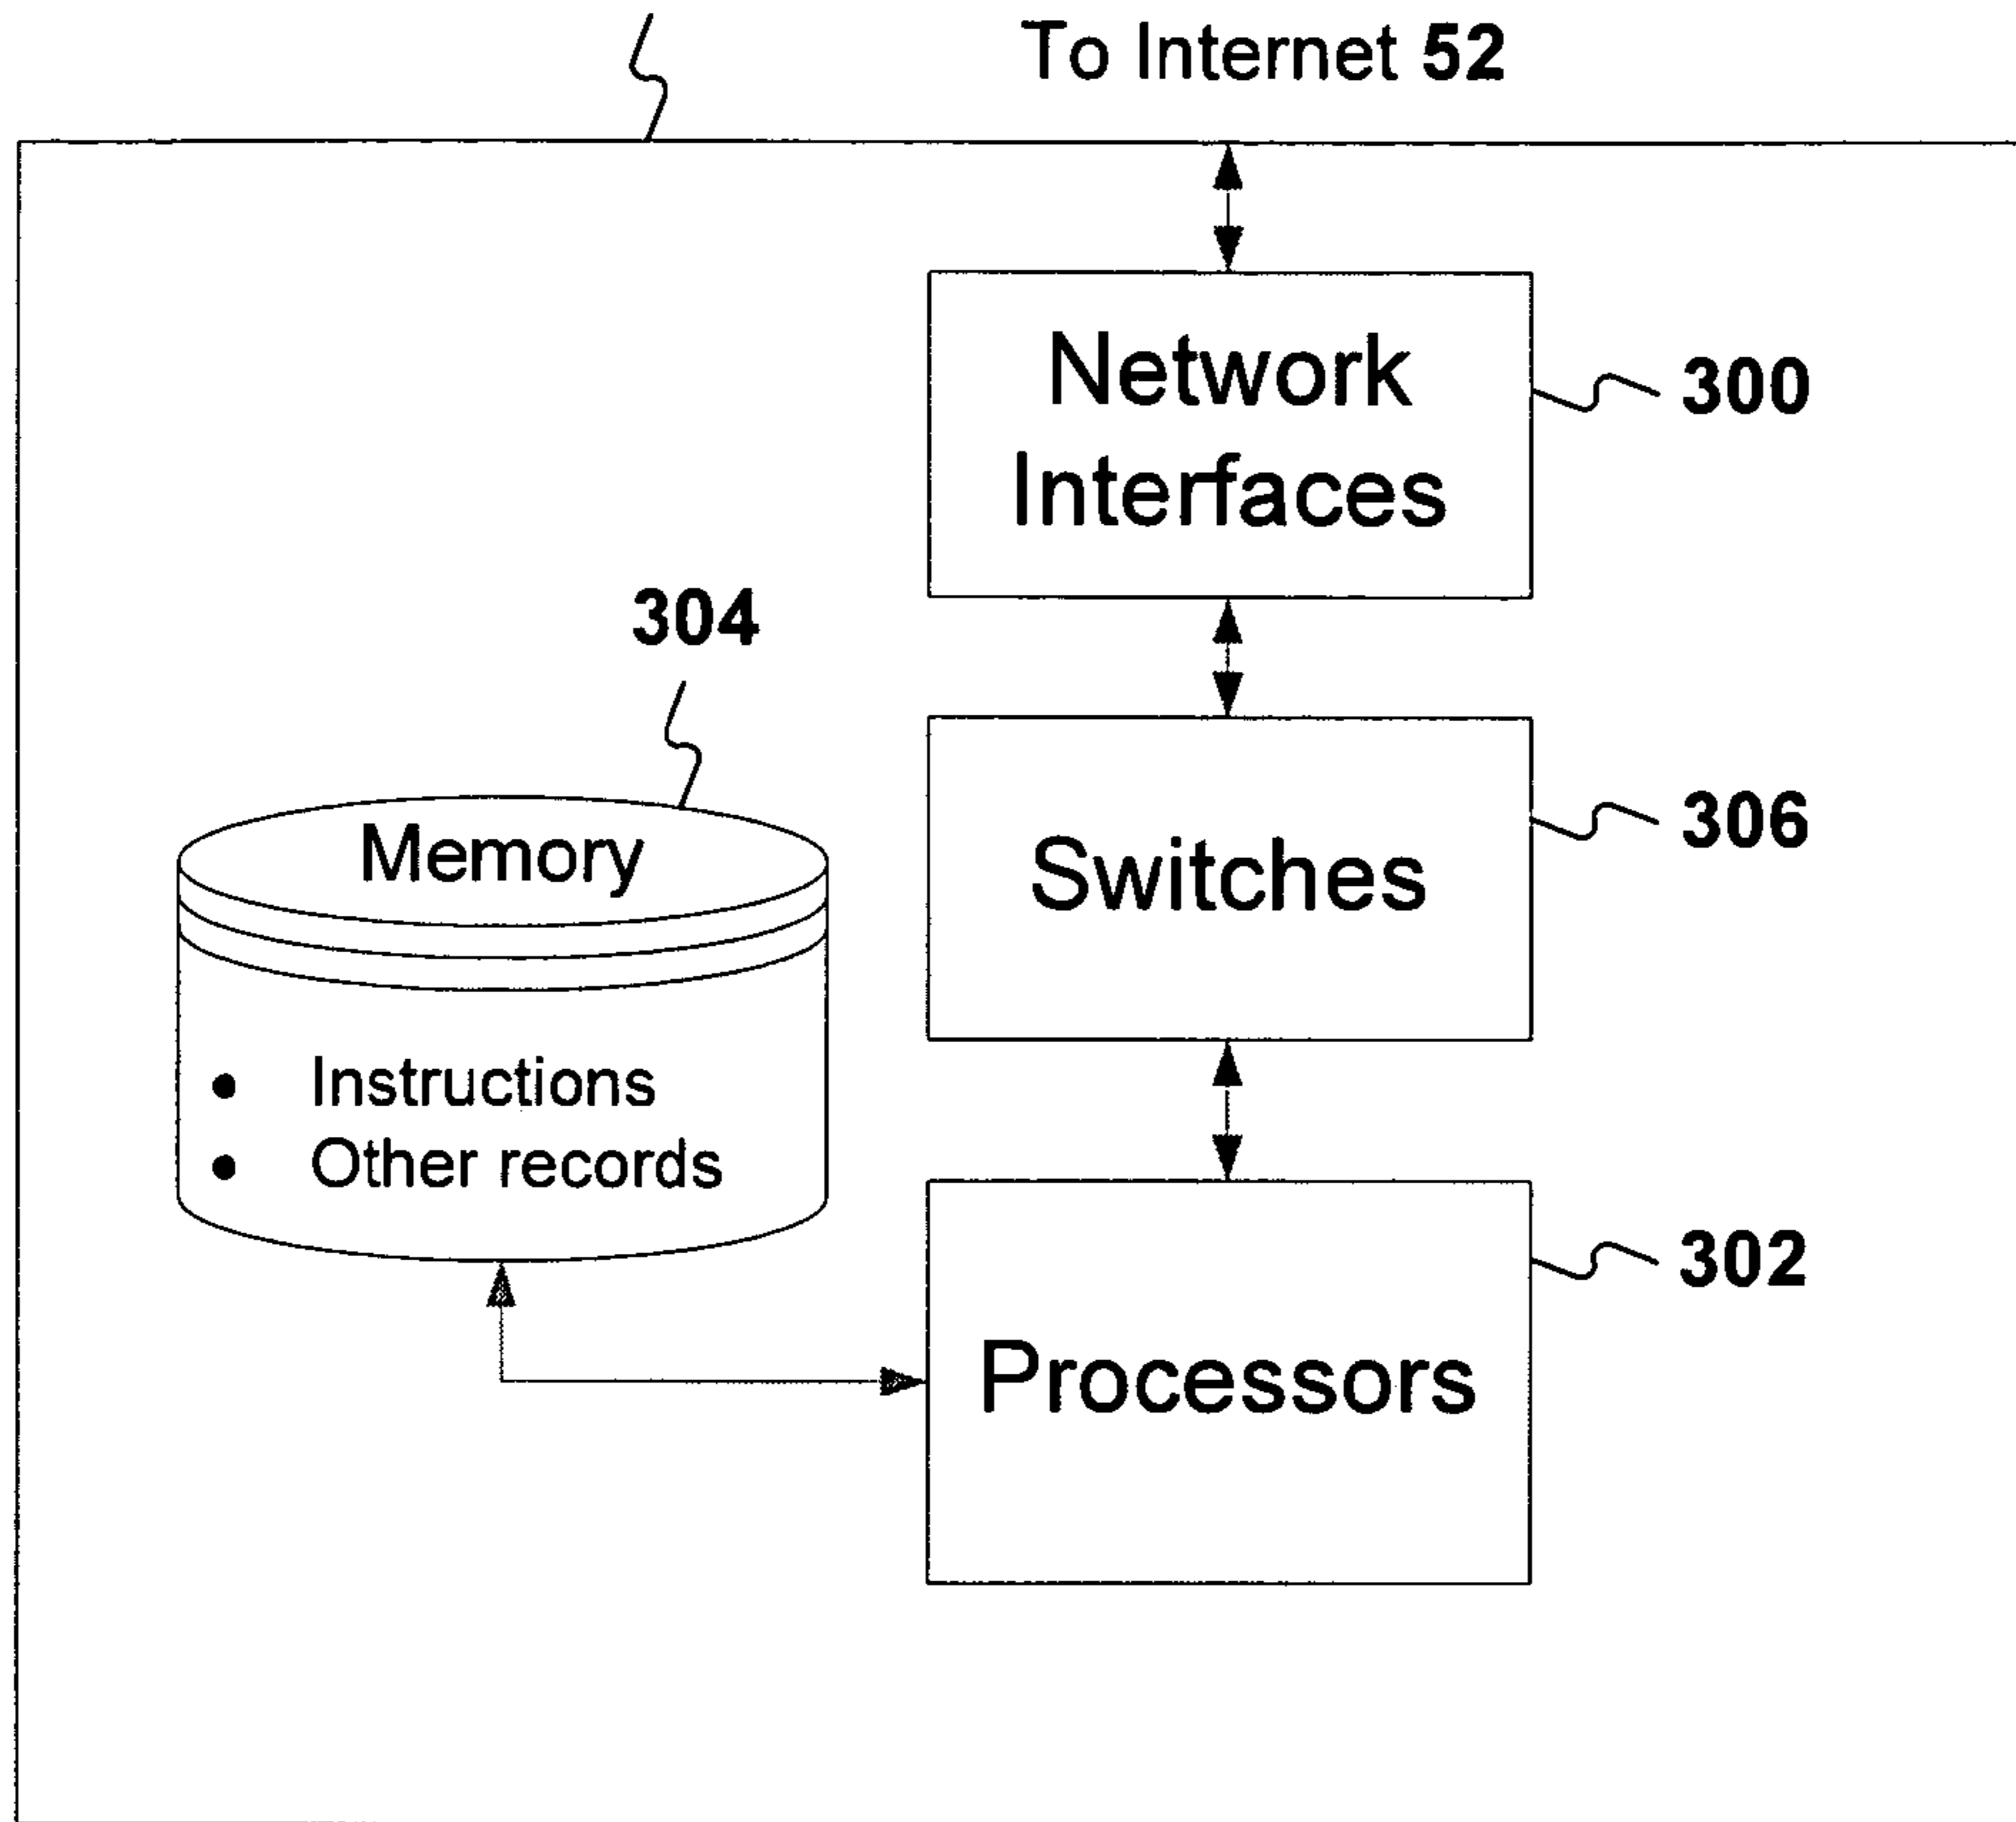 To Internet 52
Network
Interfaces
300
304
Memory
Switches
306
• Instructions
• Other records
302
Processors